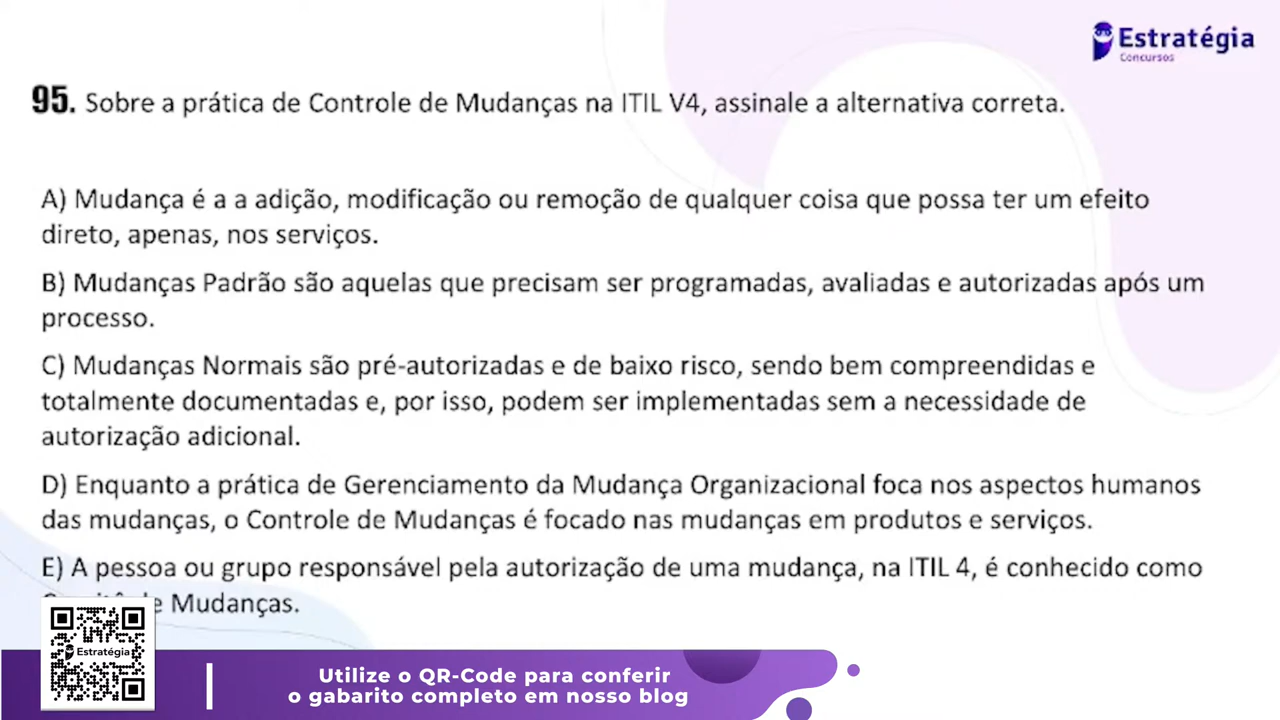 Estratégia
Concursos
95. Sobre a prática de Controle de Mudanças na ITIL V4, assinale a alternativa correta.
A) Mudança é a a adição, modificação ou remoção de qualquer coisa que possa ter um efeito
direto, apenas, nos serviços.
B) Mudanças Padrão são aquelas que precisam ser programadas, avaliadas e autorizadas após um
processo.
C) Mudanças Normais são pré-autorizadas e de baixo risco, sendo bem compreendidas e
totalmente documentadas e, por isso, podem ser implementadas sem a necessidade de
autorização adicional.
D) Enquanto a prática de Gerenciamento da Mudança Organizacional foca nos aspectos humanos
das mudanças, o Controle de Mudanças é focado nas mudanças em produtos e serviços.
E) A pessoa ou grupo responsável pela autorização de uma mudança, na ITIL 4, é conhecido como
Mudanças.
Estratégia
Utilize o QR-Code para conferir
o gabarito completo em nosso blog